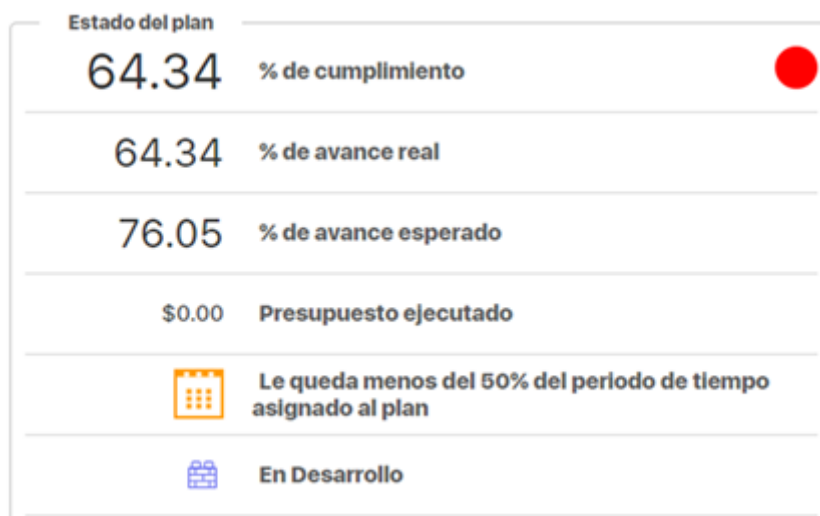 Estado del plan
64.34 % de cumplimiento
64.34 % de avance real
76.05 % de avance esperado
$0.00 Presupuesto ejecutado
Le queda menos del 50% del periodo de tiempo
asignado al plan
En Desarrollo